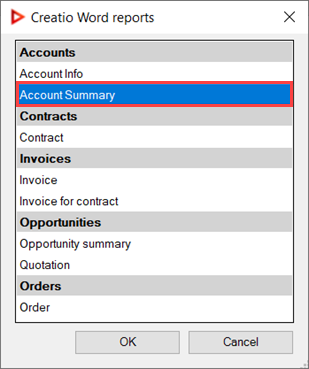 Creatio Word reports
Accounts
Account Info
Account Summary
Contracts
Contract
Invoices
Invoice
Invoice for contract
Opportunities
Opportunity summary
Quotation
Orders
Order
OK
Cancel